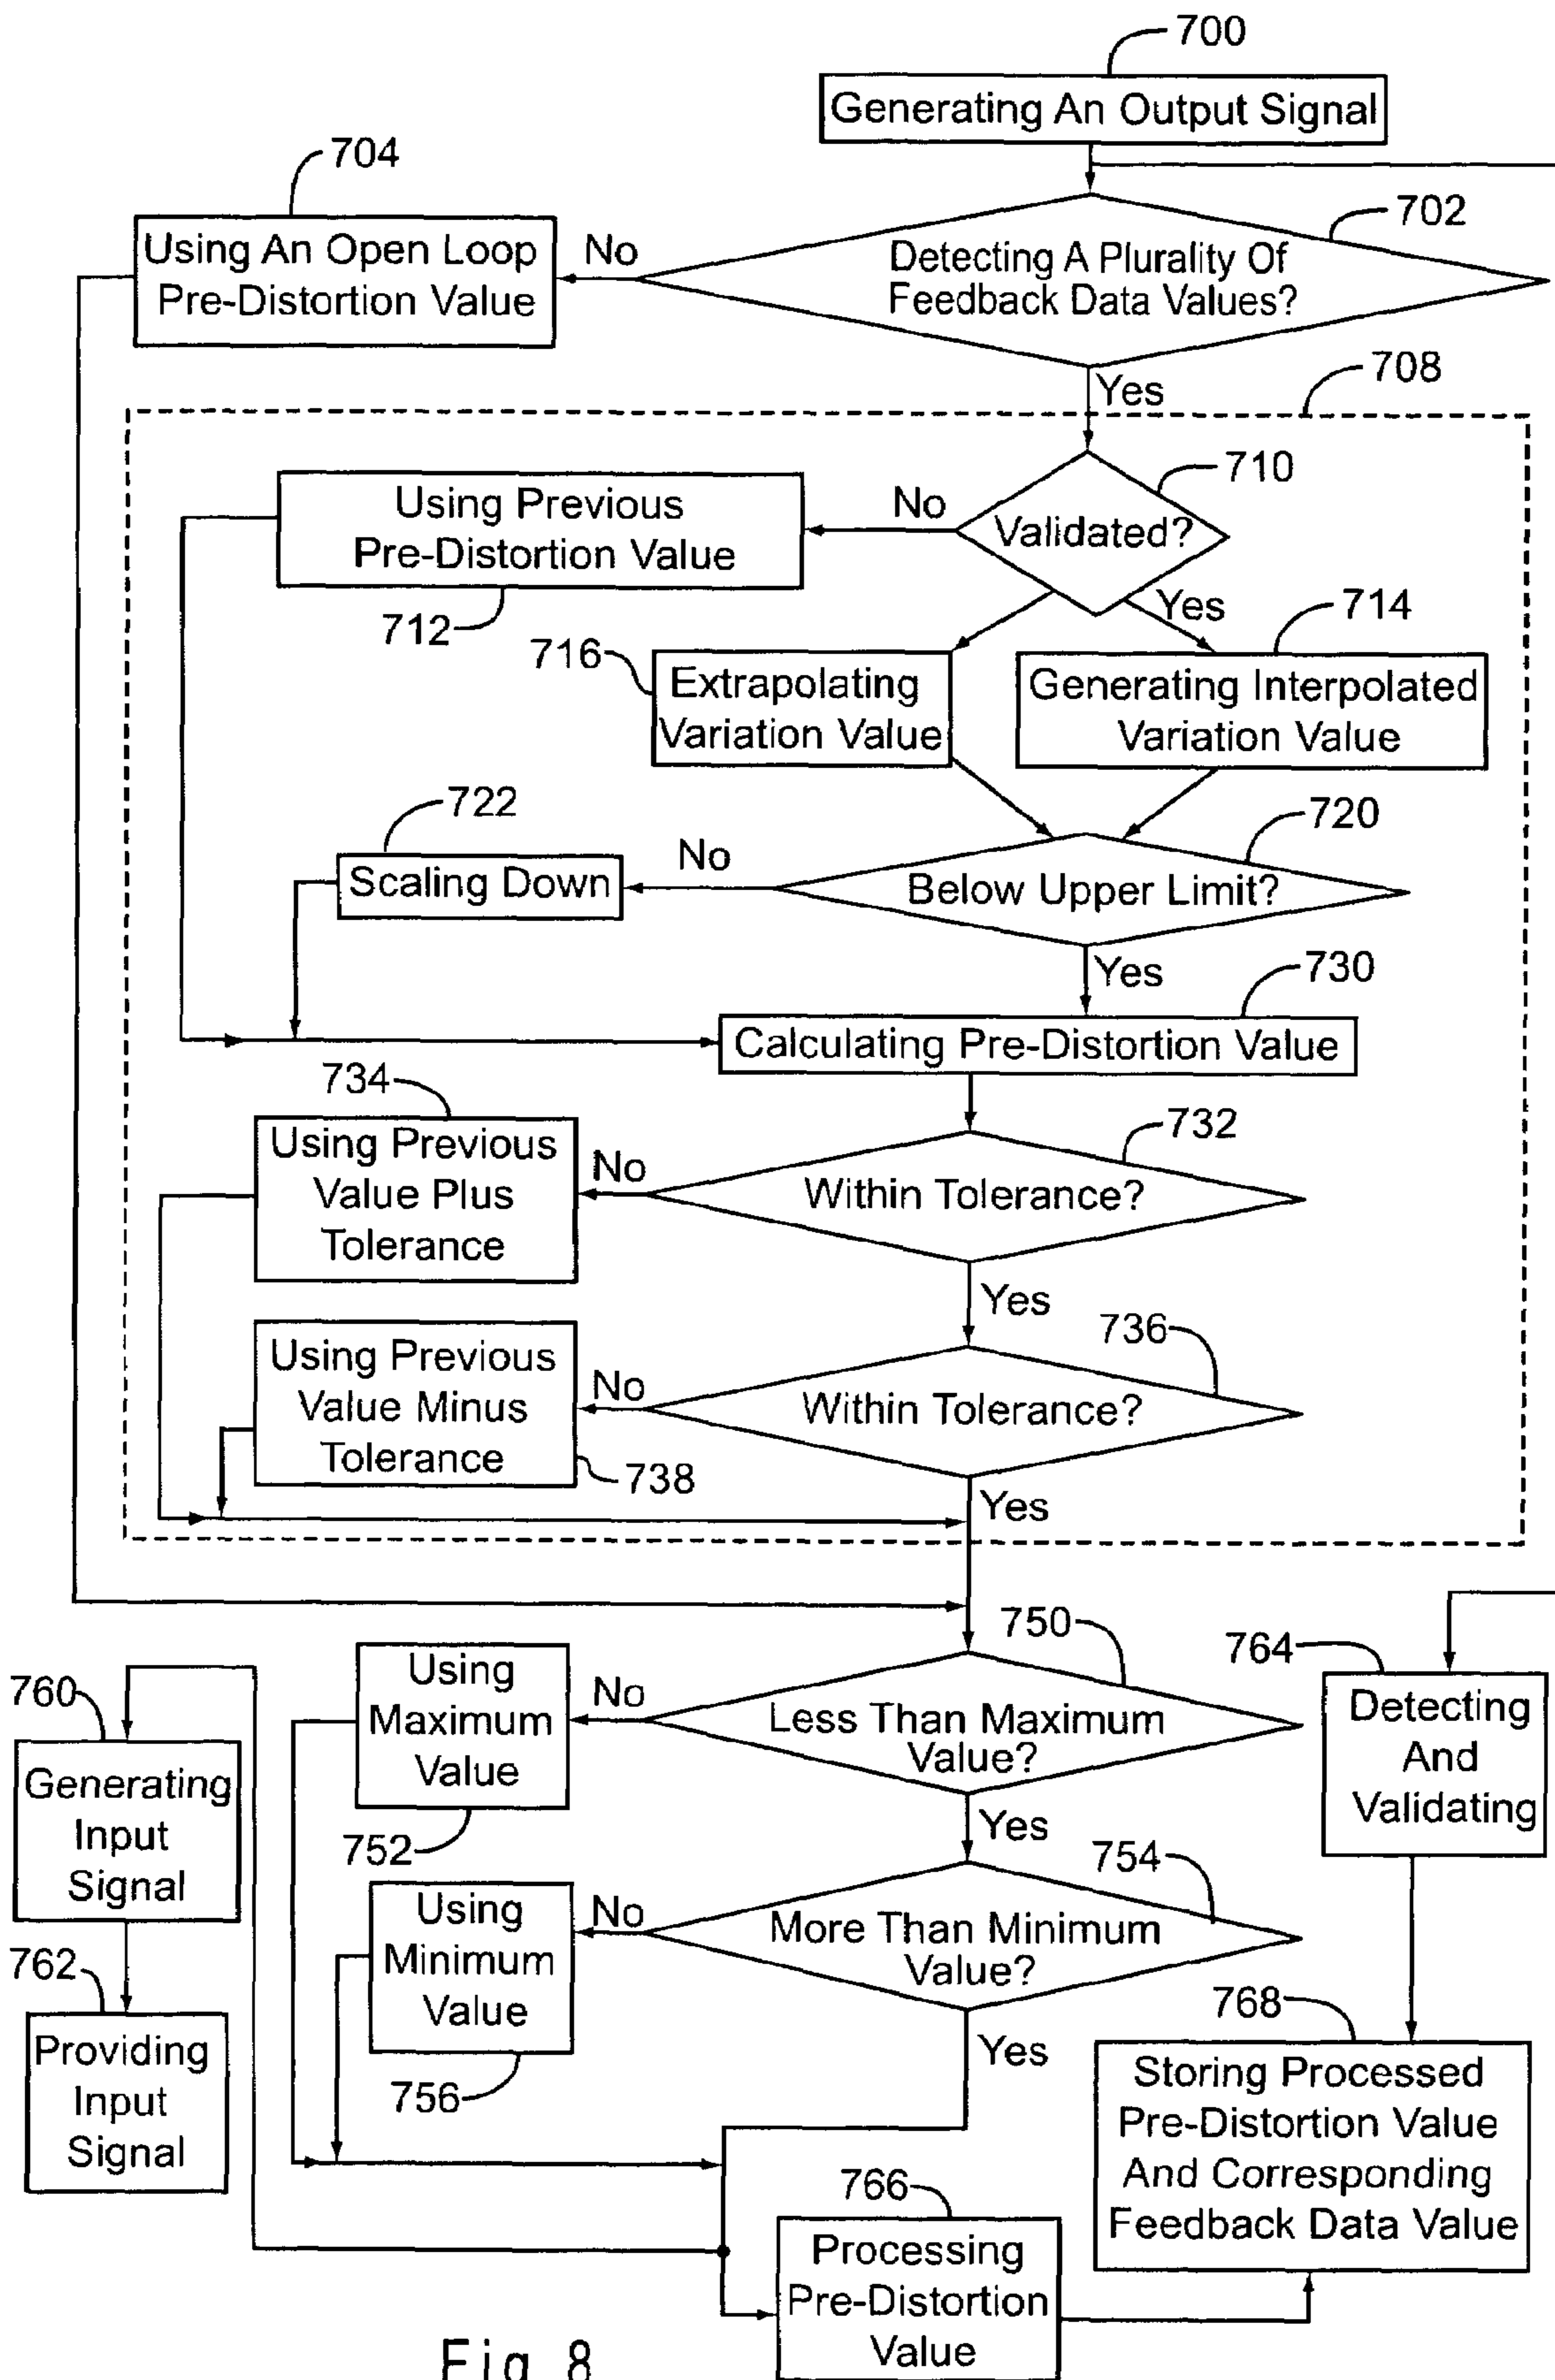 700
Generating An Output Signal
704
702
Using An Open Loop
Pre-Distortion Value
No
Detecting A Plurality Of
Feedback Data Values?
Yes
708
710
Using Previous
Pre-Distortion Value
No
Validated?
712
Yes
714
716
Extrapolating
Variation Value
Generating Interpolated
Variation Value
722
720
Scaling Down
No
Below Upper Limit?
Yes
730
Calculating Pre-Distortion Value
734
732
Using Previous
Value Plus
Tolerance
No
Within Tolerance?
Yes
736
Using Previous
Value Minus
Tolerance
No
Within Tolerance?
738
Yes
750
764
760
Using
Maximum
Value
No
Less Than Maximum
Value?
Detecting
And
Validating
Generating
Input
Signal
752
Yes
754
762
Using
Minimum
Value
No
More Than Minimum
Value?
768
Providing
Input
Signal
756
Yes
Storing Processed
Pre-Distortion Value
And Corresponding
Feedback Data Value
766
Processing
Pre-Distortion
Value
Fig 8